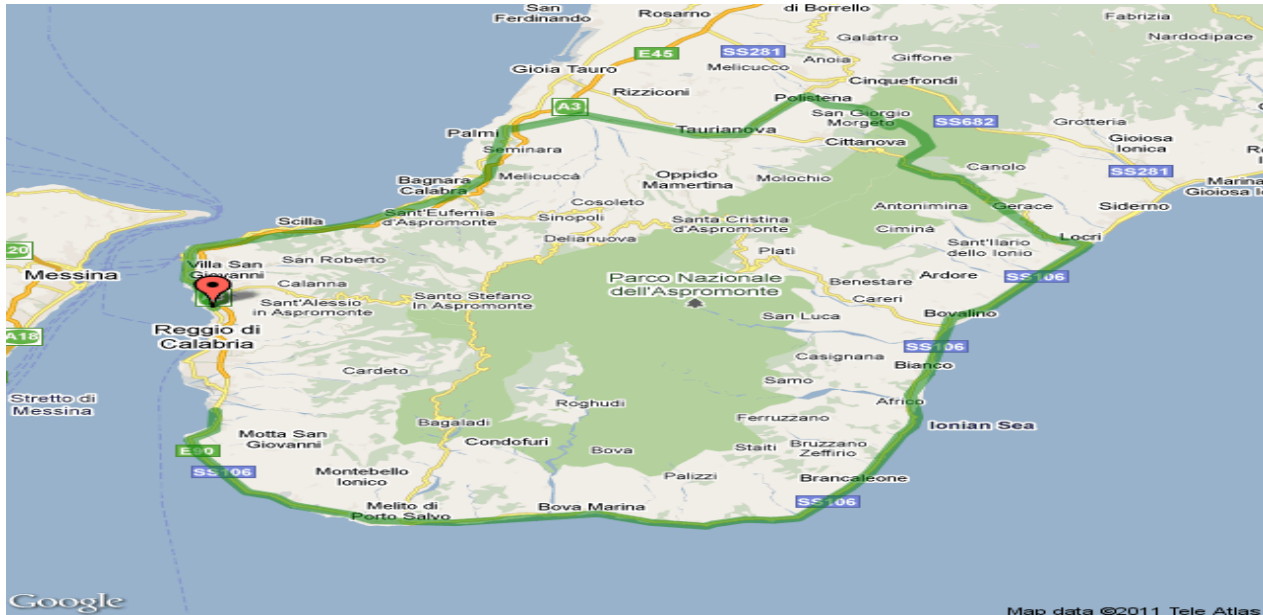 San
Ferdinando
Rosarno
di Borrello
Fabrizia
Nardodipace
Galatro
E45
SS281
Anoia
Giffone
Melicucco
Gioia Tauro
Cinquefrondi
Rizziconi
Polistena
A3
San Giorgio
Morgeto
SS682
Grotteria
Palmi
Taurianova
Cittanova
Gioiosa
Ionica
Seminara
Canolo
SS281
Bagnara
Calabra
Melicuccà
Oppido
Mamertina
Molochio
Marina
Gioiosa
Cosoleto
Antonimina
Gerace
Siderno
Scilla
Sant'Eufemia
d'Aspromonte
Sinopoli
Santa Cristina
d'Aspromonte
Ciminà
Delianuova
Locri
Sant'Ilario
dello Ionio
Platì
Villa San
Giovanni
San Roberto
Messina
Parco Nazionale
dell'Aspromonte
Benestare
Ardore
SS106
Calanna
Careri
Sant'Alessio
in Aspromonte
Santo Stefano
In Aspromonte
San Luca
Bovalino
Reggio di
Calabria
A18
SS106
Casignana
Bianco
Cardeto
Samo
Stretto di
Messina
Roghudi
Africo
Ferruzzano
Ionian Sea
Bagaladi
Motta San
Giovanni
Condofuri
Bova
Staiti
Bruzzano
Zeffirio
E90
SS106
Montebello
Ionico
Palizzi
Brancaleone
SS106
Melito di
Porto Salvo
Bova Marina
Google
Map data ©2011 Tele Atlas